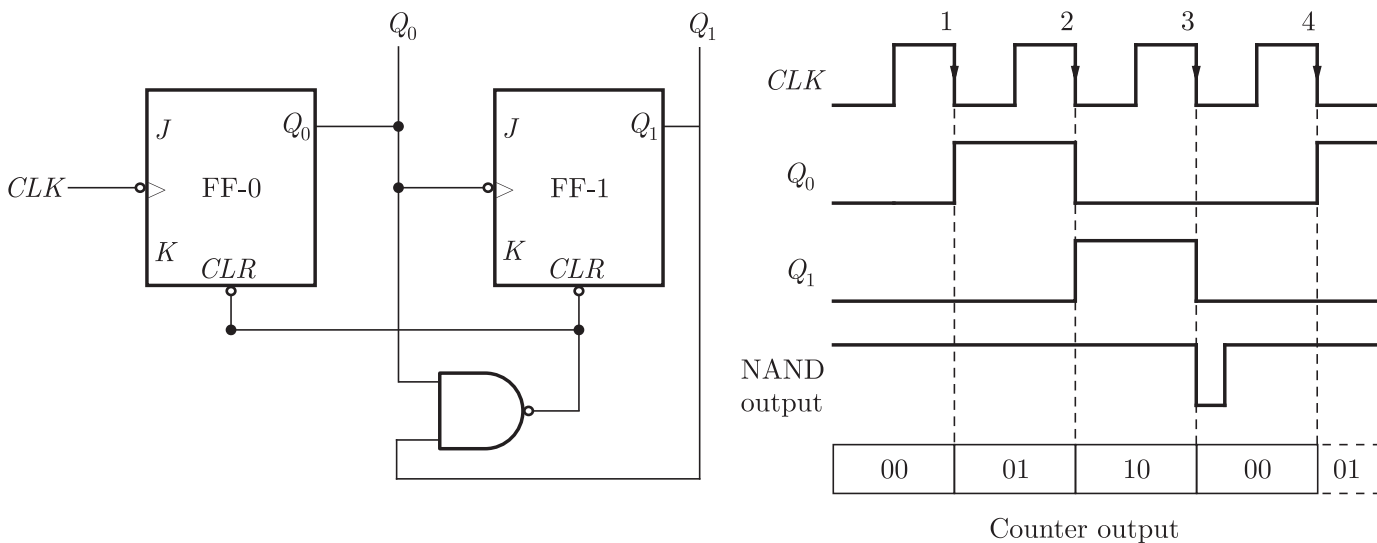 Q₀
Q₁
J
Q₀
CLK
FF-0
K
CLR
J
Q₁
FF-1
K
CLR
1 2 3 4
CLK
Q₀
Q₁
NAND
output
00 01 10 00 01
Counter output